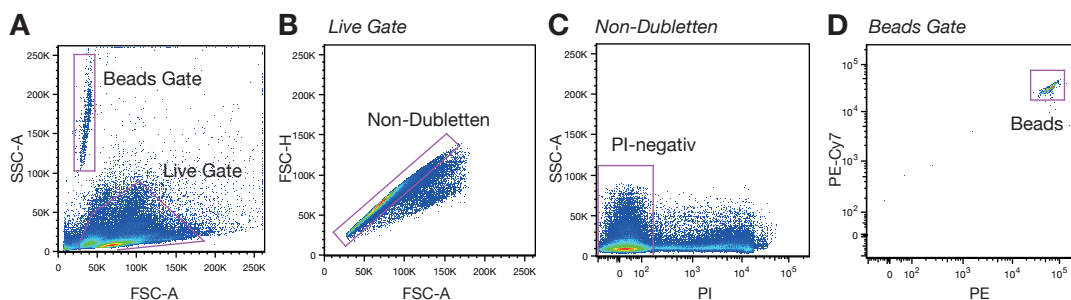 A
SSC-A
250K
200K
150K
100K
50K
0
Beads Gate
Live Gate
0 50K 100K 150K 200K 250K
FSC-A
B Live Gate
FSC-H
250K
200K
150K
100K
50K
0
Non-Dubletten
0 50K 100K 150K 200K 250K
FSC-A
C Non-Dubletten
SSC-A
250K
200K
150K
100K
50K
0
PI-negativ
0 10² 10³ 10⁴ 10⁵
PI
D Beads Gate
PE-Cy7
10⁵
10⁴
10³
10²
0
Beads
0 10² 10³ 10⁴ 10⁵
PE